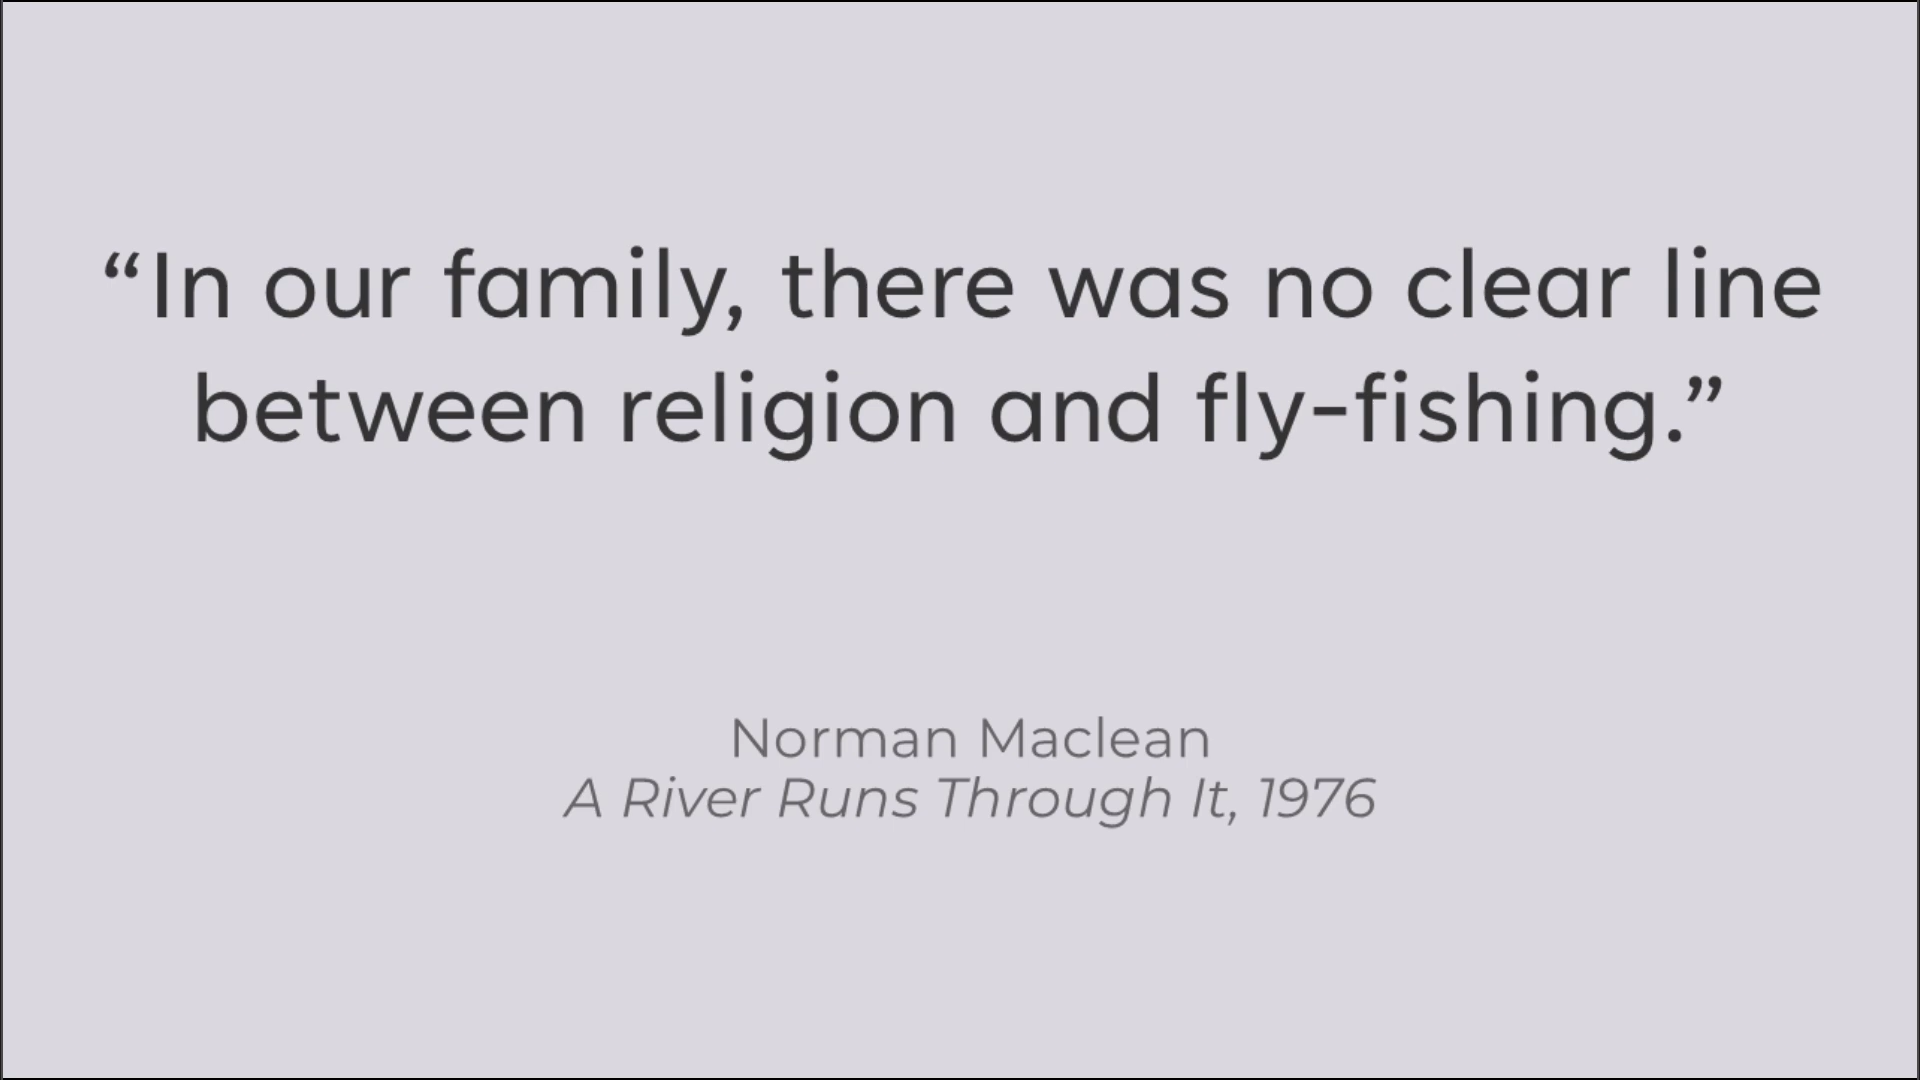 “In our family, there was no clear line
between religion and fly-fishing.”
Norman Maclean
A River Runs Through It, 1976